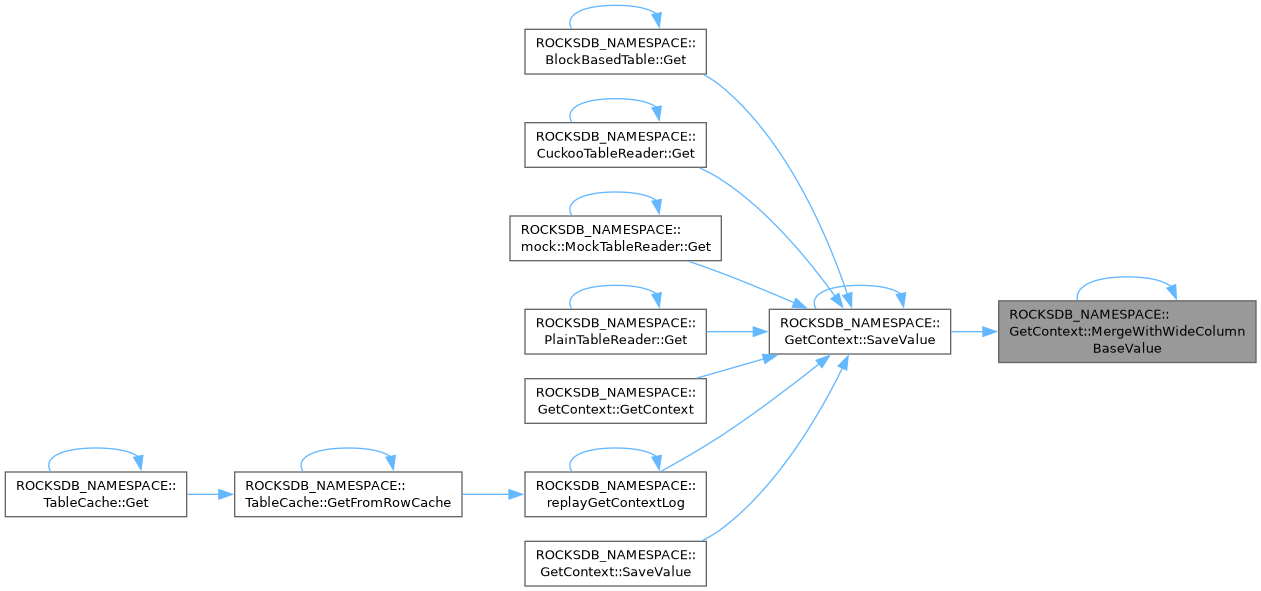 ROCKSDB_NAMESPACE::
BlockBasedTable::Get
ROCKSDB_NAMESPACE::
CuckooTableReader::Get
ROCKSDB_NAMESPACE::
mock::MockTableReader::Get
ROCKSDB_NAMESPACE::
PlainTableReader::Get
ROCKSDB_NAMESPACE::
GetContext::SaveValue
ROCKSDB_NAMESPACE::
GetContext::MergeWithWideColumn
BaseValue
ROCKSDB_NAMESPACE::
GetContext::GetContext
ROCKSDB_NAMESPACE::
TableCache::Get
ROCKSDB_NAMESPACE::
TableCache::GetFromRowCache
ROCKSDB_NAMESPACE::
replayGetContextLog
ROCKSDB_NAMESPACE::
GetContext::SaveValue